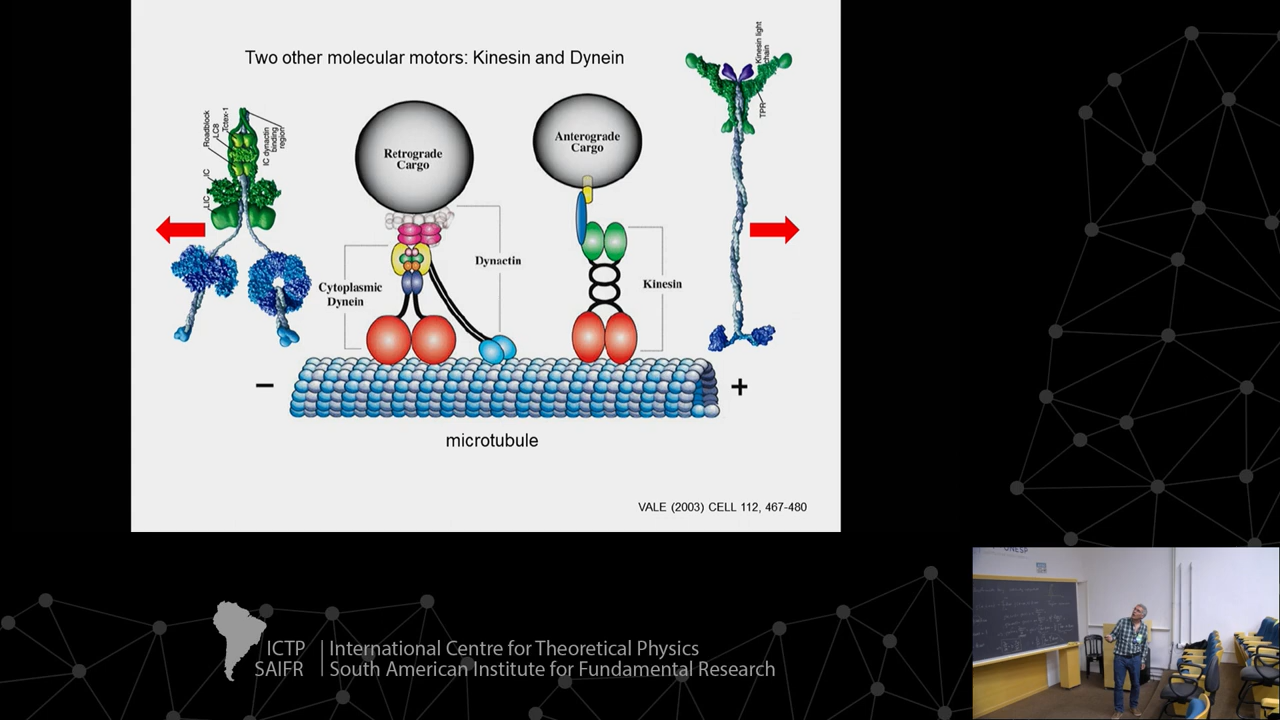 Two other molecular motors: Kinesin and Dynein
Kinesin light
chain
TPR
Roadblock
LC8
Tctex-1
IC dynactin
binding
region
IC
LIC
Retrograde
Cargo
Anterograde
Cargo
Dynactin
Cytoplasmic
Dynein
Kinesin
−
+
microtubule
VALE (2003) CELL 112, 467-480
ICTP
SAIFR
International Centre for Theoretical Physics
South American Institute for Fundamental Research
UNESP